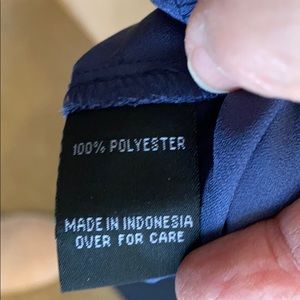 100% POLYESTER
MADE IN INDONESIA
OVER FOR CARE